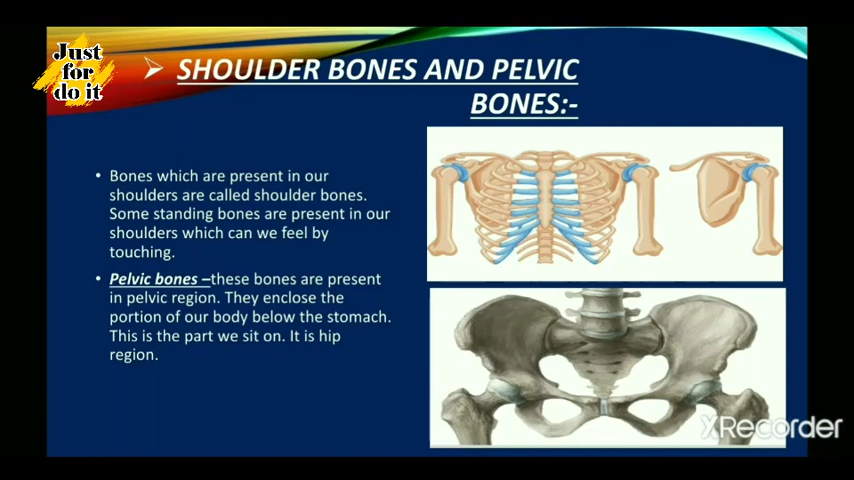 Just
for
do it
SHOULDER BONES AND PELVIC
BONES:-
• Bones which are present in our
shoulders are called shoulder bones.
Some standing bones are present in our
shoulders which can we feel by
touching.
• Pelvic bones –these bones are present
in pelvic region. They enclose the
portion of our body below the stomach.
This is the part we sit on. It is hip
region.
XRecorder